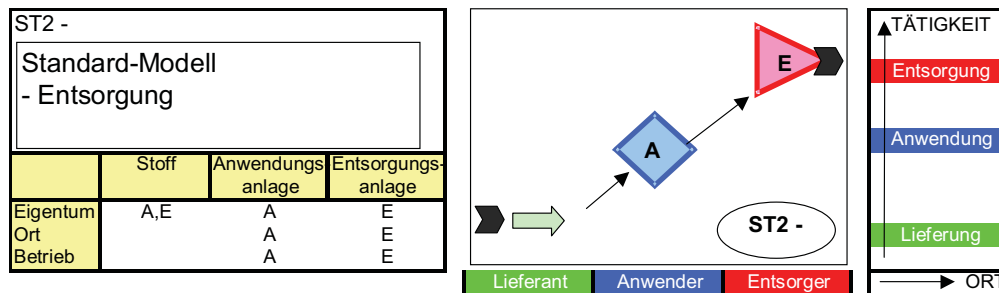 ST2 -
Standard-Modell
- Entsorgung
Stoff Anwendungs- Entsorgungs-
anlage anlage
Eigentum A,E A E
Ort A E
Betrieb A E
E
A
ST2 -
Lieferant Anwender Entsorger
TÄTIGKEIT
Entsorgung
Anwendung
Lieferung
ORT